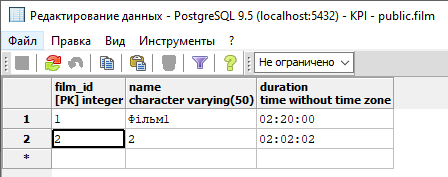 Редактирование данных - PostgreSQL 9.5 (localhost:5432) - KPI - public.film
Файл Правка Вид Инструменты Помощь
Не ограничено
film_id name duration
[PK] integer character varying(50) time without time zone
1 1 Фільм1 02:20:00
2 2 2 02:02:02
*